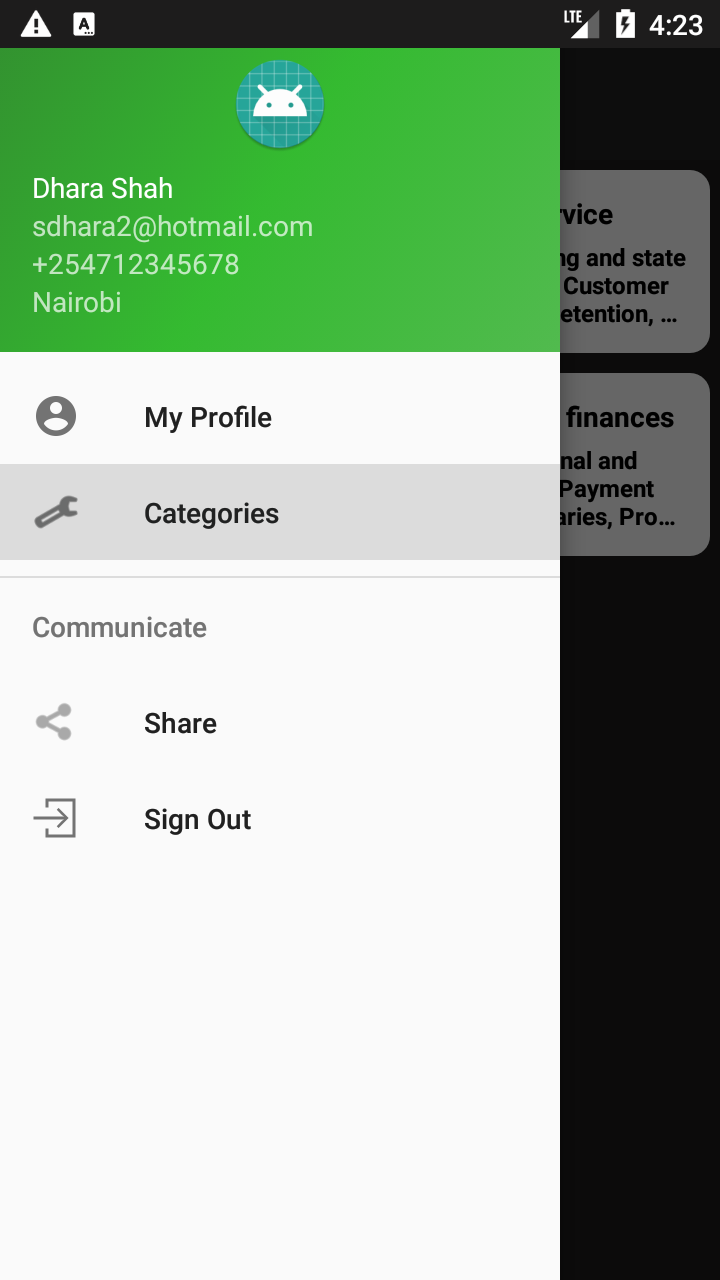 LTE 4:23
Dhara Shah
sdhara2@hotmail.com
+254712345678
Nairobi
My Profile
Categories
Communicate
Share
Sign Out
rvice
ng and state
Customer
etention, ...
finances
nal and
Payment
aries, Pro...